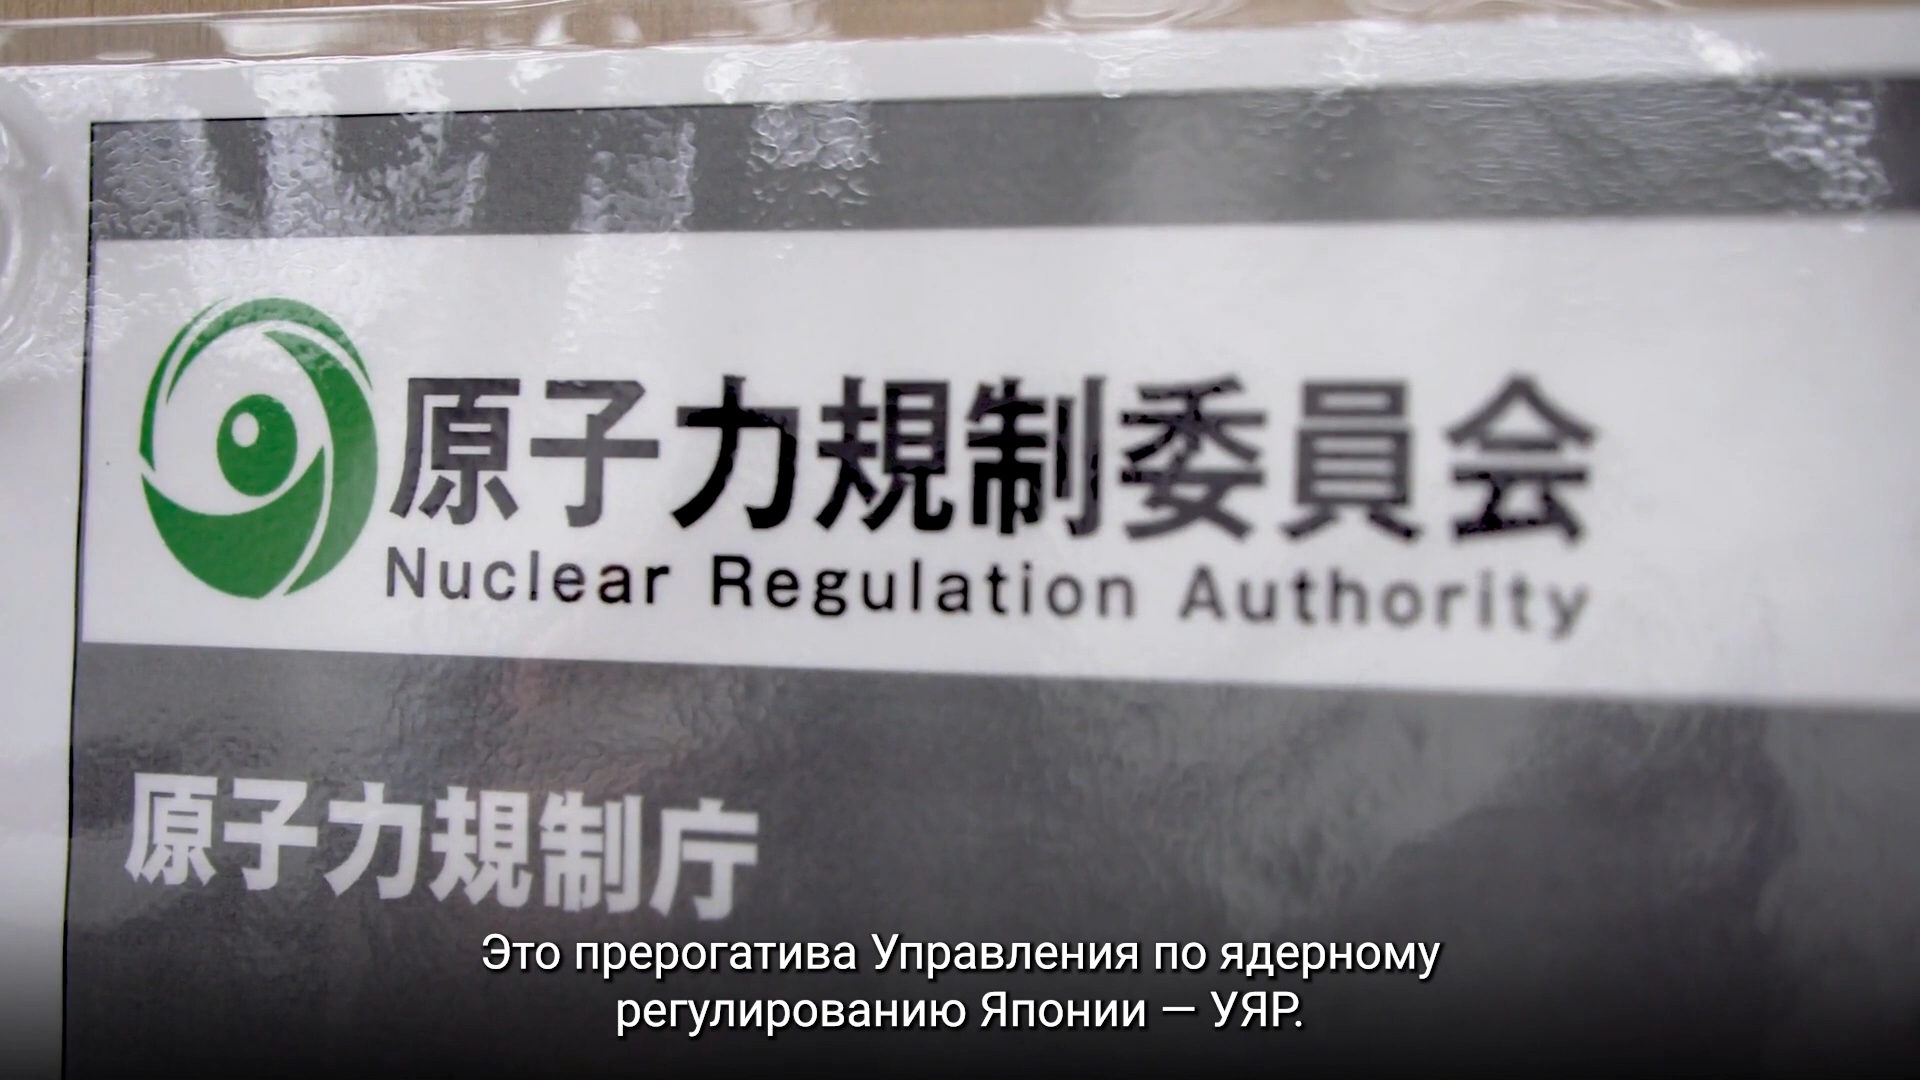 原子力規制委員会
Nuclear Regulation Authority
原子力規制庁
Это прерогатива Управления по ядерному
регулированию Японии — УЯР.